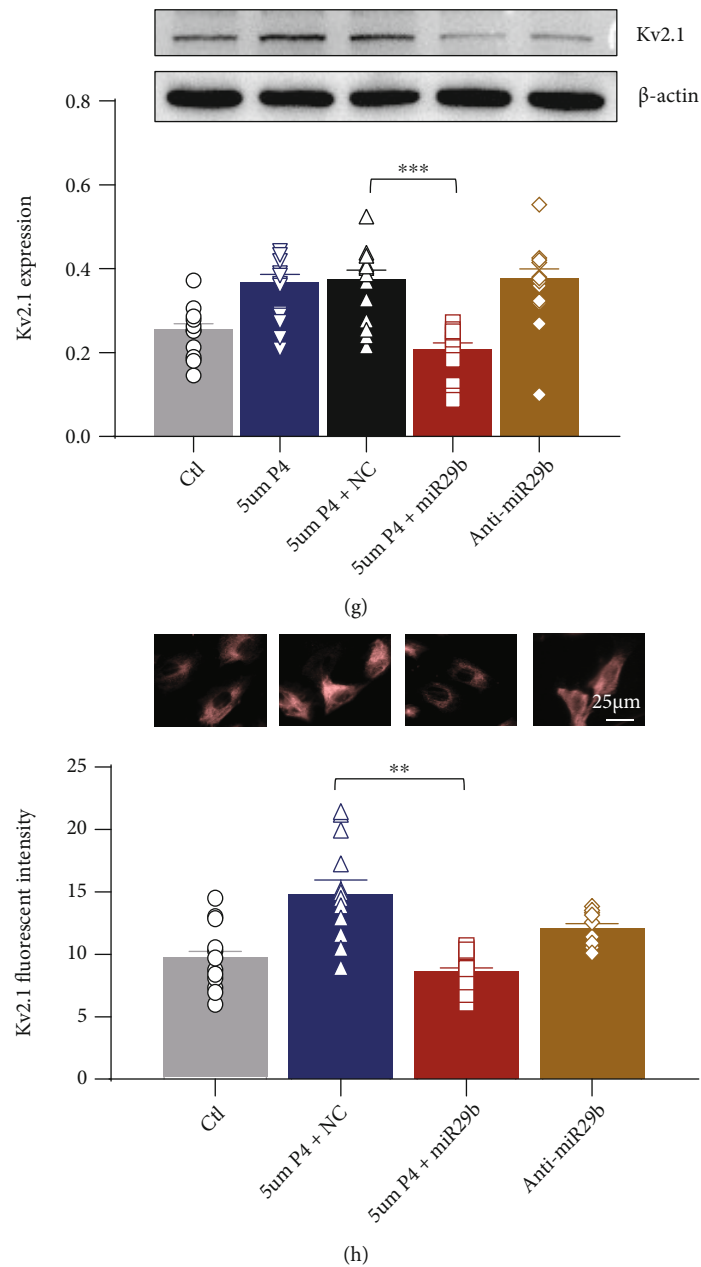 Kv2.1
β-actin
0.8
0.6
0.4
0.2
0.0
Kv2.1 expression
***
Ctl
5um P4
5um P4 + NC
5um P4 + miR29b
Anti-miR29b
(g)
25μm
25
20
15
10
5
0
Kv2.1 fluorescent intensity
**
Ctl
5um P4 + NC
5um P4 + miR29b
Anti-miR29b
(h)